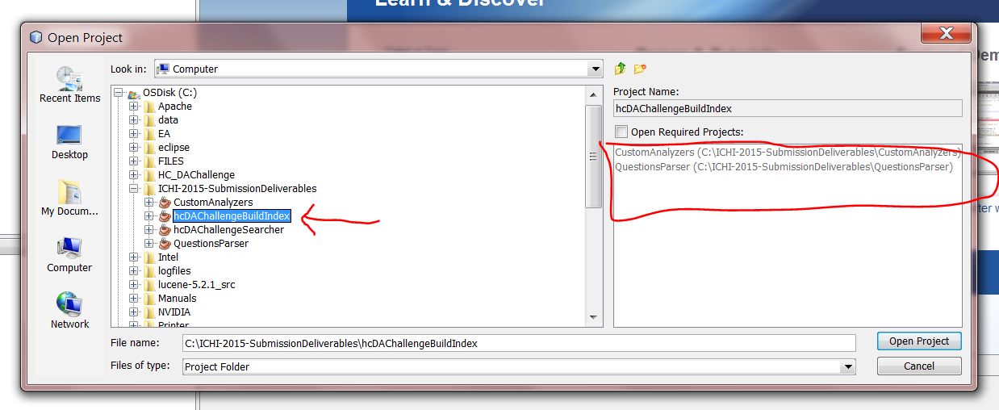 Learn & Discover
Open Project
Look in:
Computer
Recent Items
Desktop
My Docum...
Computer
Network
OSDisk (C:)
Apache
data
EA
eclipse
FILES
HC_DAChallenge
ICHI-2015-SubmissionDeliverables
CustomAnalyzers
hcDAChallengeBuildIndex
hcDAChallengeSearcher
QuestionsParser
Intel
logfiles
lucene-5.2.1_src
Manuals
NVIDIA
Printer
Project Name:
hcDAChallengeBuildIndex
Open Required Projects:
CustomAnalyzers (C:\ICHI-2015-SubmissionDeliverables\CustomAnalyzers)
QuestionsParser (C:\ICHI-2015-SubmissionDeliverables\QuestionsParser)
File name:
C:\ICHI-2015-SubmissionDeliverables\hcDAChallengeBuildIndex
Open Project
Files of type:
Project Folder
Cancel